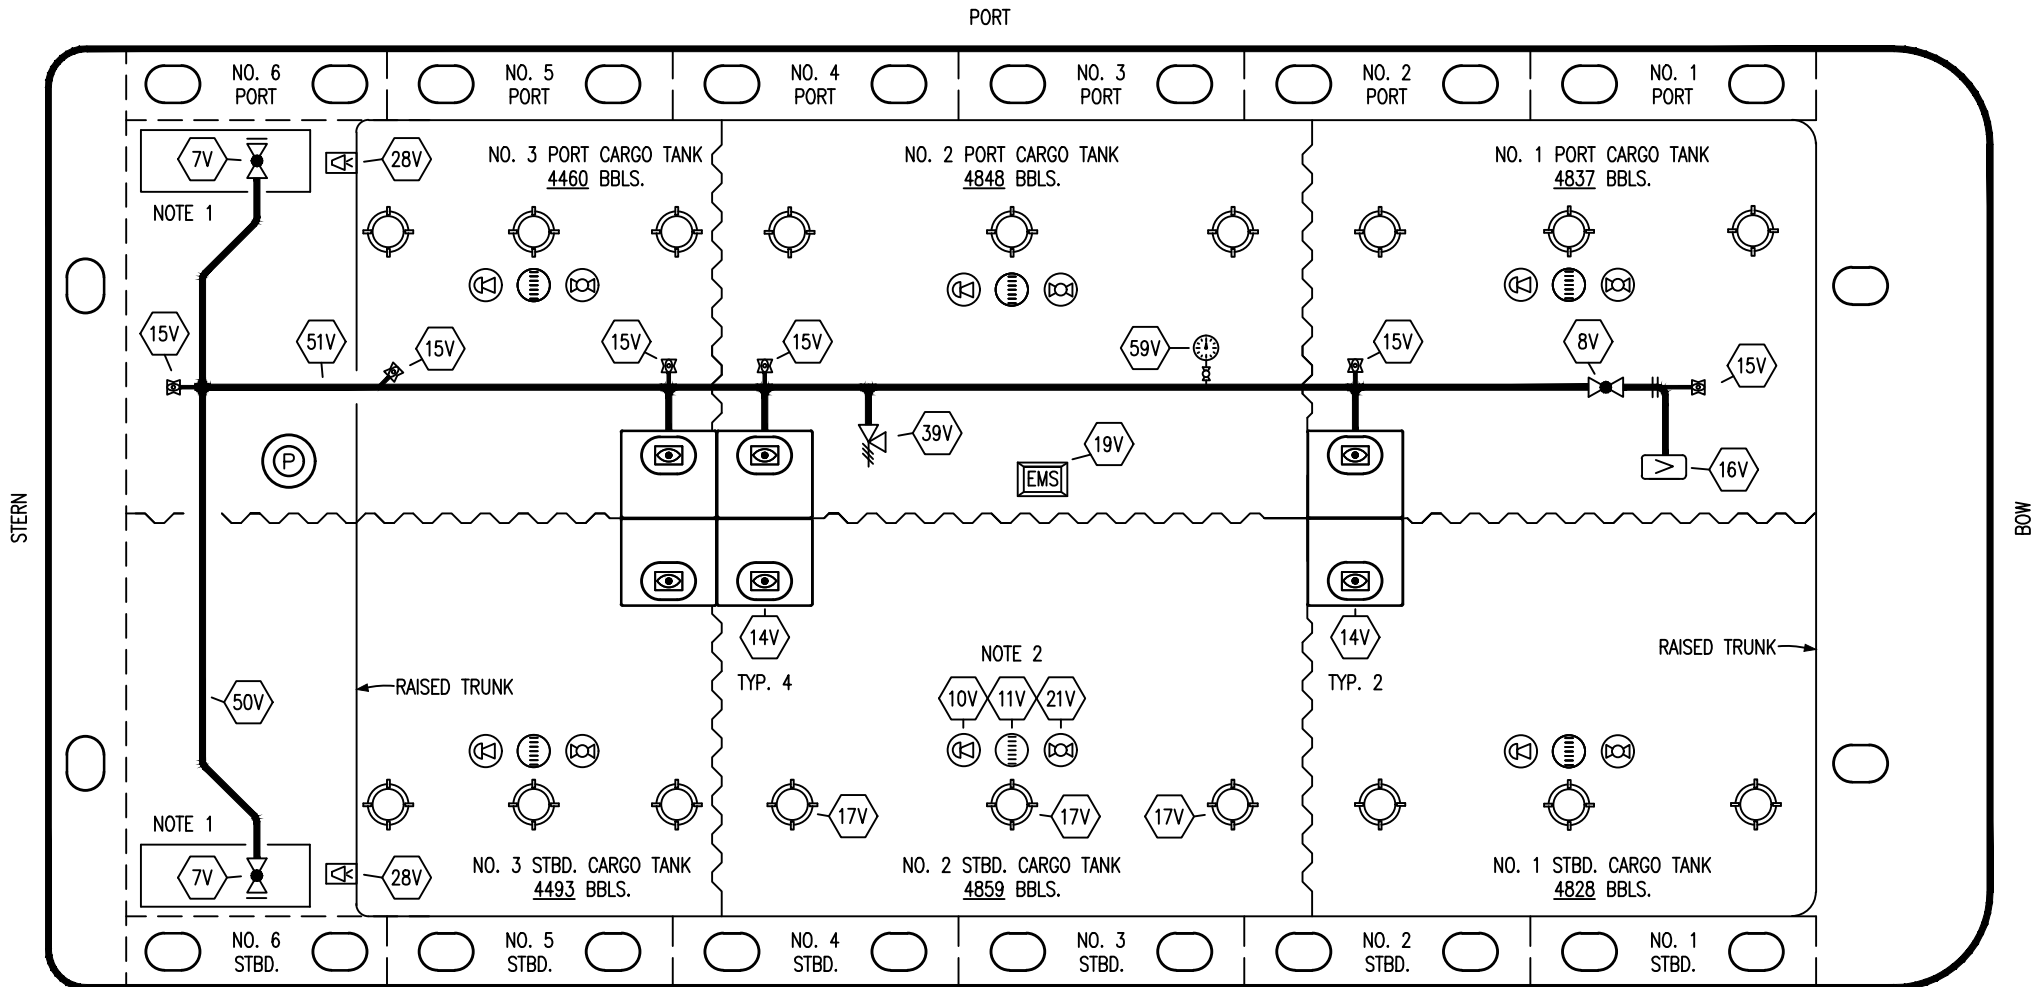 PORT
NO. 6
PORT
NO. 5
PORT
NO. 4
PORT
NO. 3
PORT
NO. 2
PORT
NO. 1
PORT
7V
28V
NOTE 1
NO. 3 PORT CARGO TANK
4460 BBLS.
NO. 2 PORT CARGO TANK
4848 BBLS.
NO. 1 PORT CARGO TANK
4837 BBLS.
15V
51V
15V
15V
15V
59V
15V
8V
15V
P
39V
EMS
19V
16V
STERN
BOW
14V
TYP. 4
14V
TYP. 2
RAISED TRUNK
RAISED TRUNK
50V
NOTE 2
10V
11V
21V
17V
17V
17V
NOTE 1
7V
28V
NO. 3 STBD. CARGO TANK
4493 BBLS.
NO. 2 STBD. CARGO TANK
4859 BBLS.
NO. 1 STBD. CARGO TANK
4828 BBLS.
NO. 6
STBD.
NO. 5
STBD.
NO. 4
STBD.
NO. 3
STBD.
NO. 2
STBD.
NO. 1
STBD.